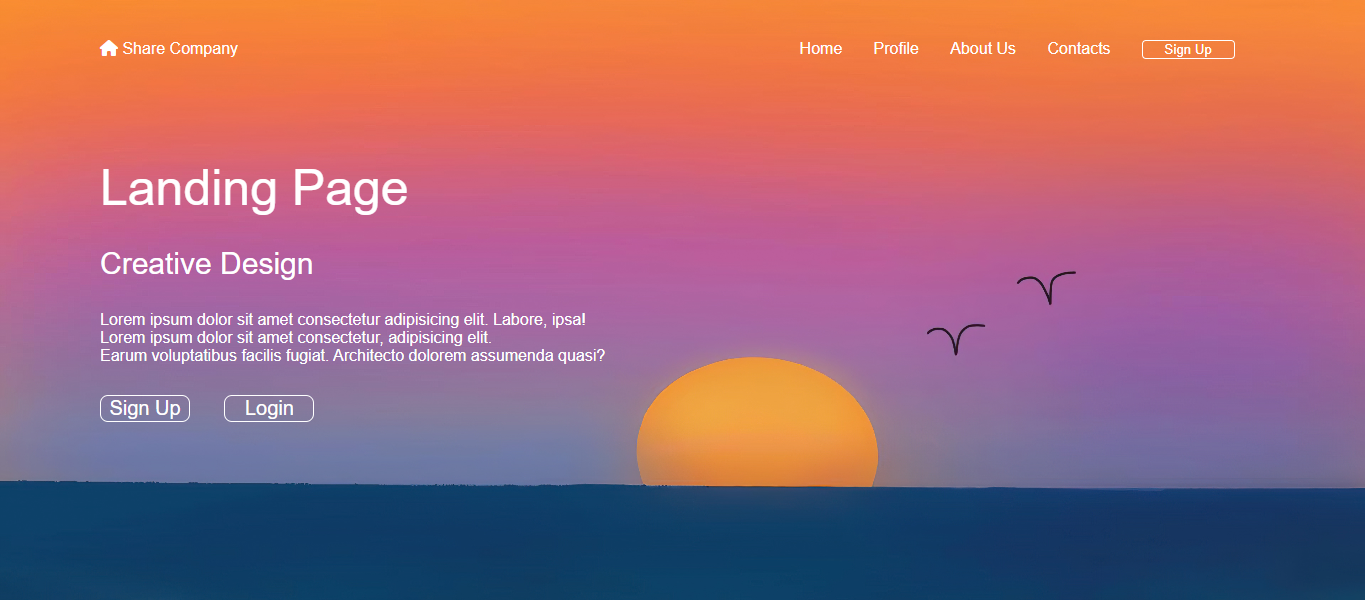 Share Company
Home Profile About Us Contacts Sign Up
Landing Page
Creative Design
Lorem ipsum dolor sit amet consectetur adipisicing elit. Labore, ipsa!
Lorem ipsum dolor sit amet consectetur, adipisicing elit.
Earum voluptatibus facilis fugiat. Architecto dolorem assumenda quasi?
Sign Up Login